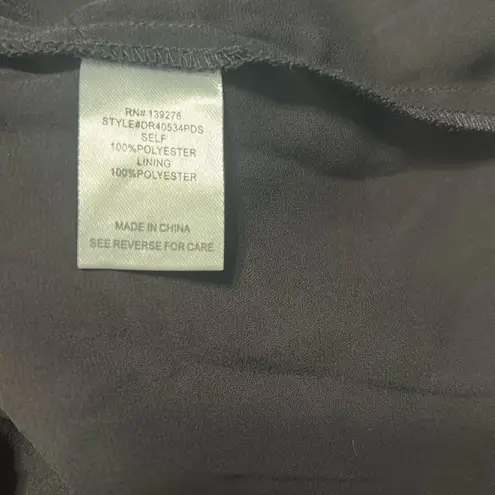 RN# 139276
STYLE#DR40534PDS
SELF
100%POLYESTER
LINING
100%POLYESTER
MADE IN CHINA
SEE REVERSE FOR CARE